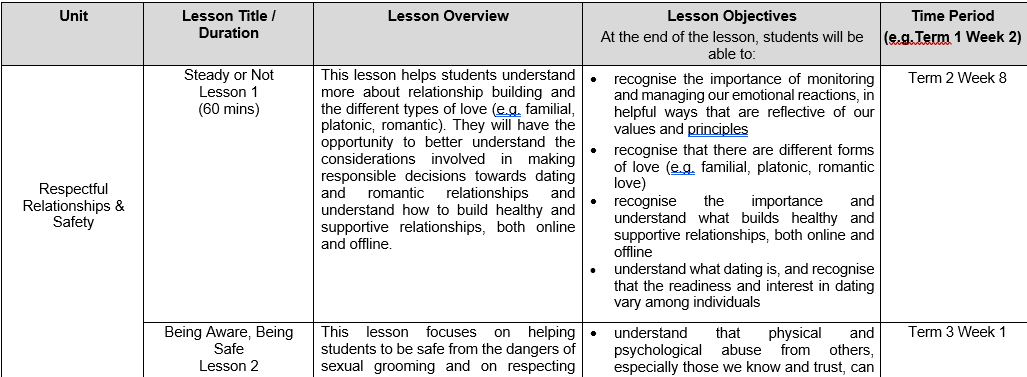 Unit
Lesson Title /
Duration
Lesson Overview
Lesson Objectives
At the end of the lesson, students will be
able to:
Time Period
(e.g.Term 1 Week 2)
Respectful
Relationships &
Safety
Steady or Not
Lesson 1
(60 mins)
This lesson helps students understand
more about relationship building and
the different types of love (e.g. familial,
platonic, romantic). They will have the
opportunity to better understand the
considerations involved in making
responsible decisions towards dating
and romantic relationships and
understand how to build healthy and
supportive relationships, both online
and offline.
• recognise the importance of monitoring
and managing our emotional reactions, in
helpful ways that are reflective of our
values and principles
• recognise that there are different forms
of love (e.g. familial, platonic, romantic
love)
• recognise the importance and
understand what builds healthy and
supportive relationships, both online and
offline
• understand what dating is, and recognise
that the readiness and interest in dating
vary among individuals
Term 2 Week 8
Being Aware, Being
Safe
Lesson 2
This lesson focuses on helping
students to be safe from the dangers of
sexual grooming and on respecting
• understand that physical and
psychological abuse from others,
especially those we know and trust, can
Term 3 Week 1